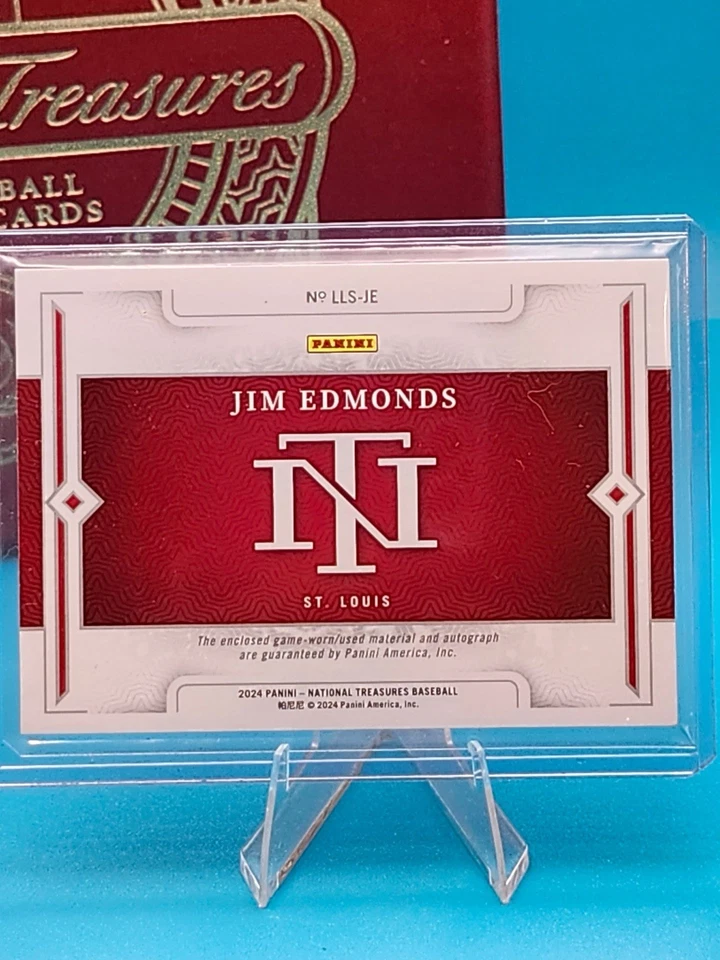 Treasures
BALL
CARDS
Nº LLS-JE
PANINI
JIM EDMONDS
NT
ST. LOUIS
The enclosed game-worn/used material and autograph
are guaranteed by Panini America, Inc.
2024 PANINI – NATIONAL TREASURES BASEBALL
帕尼尼 © 2024 Panini America, Inc.